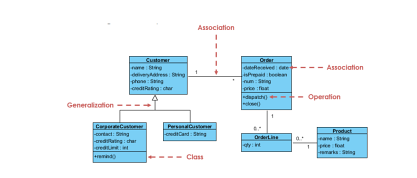 Association
Customer
-name : String
-deliveryAddress : String
-phone : String
-creditRating : char
1
*
Order
-dateReceived : date
-isPrepaid : boolean
-num : String
-price : float
+dispatch()
+close()
Association
Operation
Generalization
1
0..*
CorporateCustomer
-contact : String
-creditRating : char
-creditLimit : int
+remind()
PersonalCustomer
-creditCard : String
OrderLine
-qty : int
0..*
1
Product
-name : String
-price : float
-remarks : String
Class